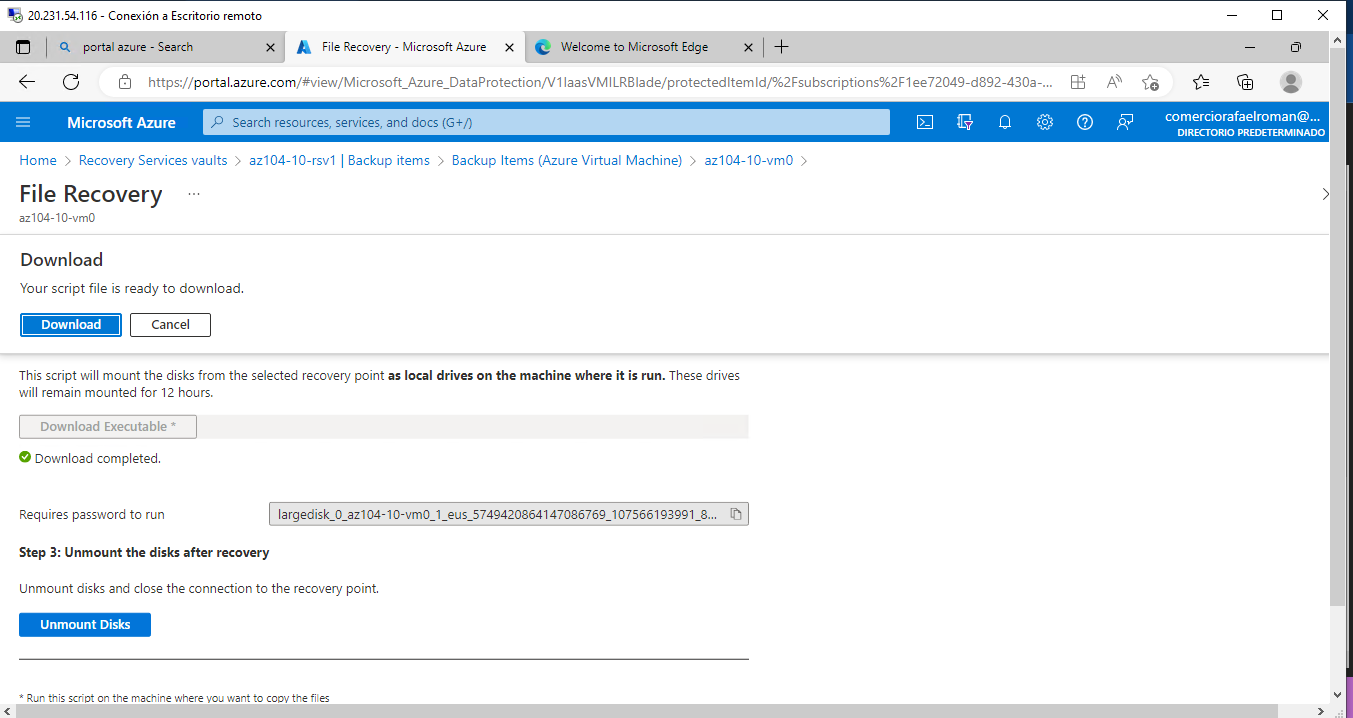 20.231.54.116 - Conexión a Escritorio remoto
portal azure - Search
File Recovery - Microsoft Azure
Welcome to Microsoft Edge
https://portal.azure.com/#view/Microsoft_Azure_DataProtection/V1IaasVMILRBlade/protectedItemId/%2Fsubscriptions%2F1ee72049-d892-430a-...
Microsoft Azure
Search resources, services, and docs (G+/)
comerciorafaelroman@...
DIRECTORIO PREDETERMINADO
Home > Recovery Services vaults > az104-10-rsv1 | Backup items > Backup Items (Azure Virtual Machine) > az104-10-vm0 >
File Recovery ...
az104-10-vm0
Download
Your script file is ready to download.
Download Cancel
This script will mount the disks from the selected recovery point as local drives on the machine where it is run. These drives
will remain mounted for 12 hours.
Download Executable *
Download completed.
Requires password to run
largedisk_0_az104-10-vm0_1_eus_5749420864147086769_107566193991_8...
Step 3: Unmount the disks after recovery
Unmount disks and close the connection to the recovery point.
Unmount Disks
* Run this script on the machine where you want to copy the files